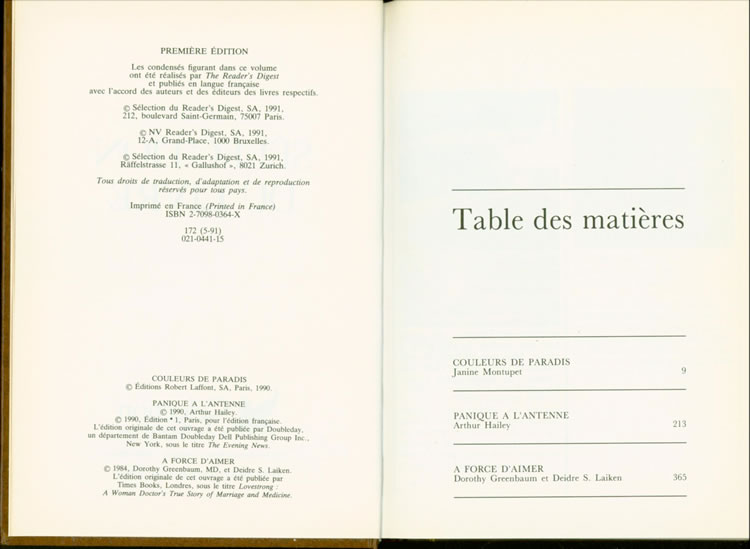 PREMIÈRE ÉDITION
Les condensés figurant dans ce volume
ont été réalisés par The Reader's Digest
et publiés en langue française
avec l'accord des auteurs et des éditeurs des livres respectifs.
© Sélection du Reader's Digest, SA, 1991,
212, boulevard Saint-Germain, 75007 Paris.
© NV Reader's Digest, SA, 1991,
12-A, Grand-Place, 1000 Bruxelles.
© Sélection du Reader's Digest, SA, 1991,
Räffelstrasse 11, « Gallushof », 8021 Zurich.
Tous droits de traduction, d'adaptation et de reproduction
réservés pour tous pays.
Imprimé en France (Printed in France)
ISBN 2-7098-0364-X
172 (5-91)
021-0441-15
COULEURS DE PARADIS
© Éditions Robert Laffont, SA, Paris, 1990.
PANIQUE A L'ANTENNE
© 1990, Arthur Hailey.
© 1990, Édition*1, Paris, pour l'édition française.
L'édition originale de cet ouvrage a été publiée par Doubleday,
un département de Bantam Doubleday Dell Publishing Group Inc.,
New York, sous le titre The Evening News.
A FORCE D'AIMER
© 1984, Dorothy Greenbaum, MD, et Deidre S. Laiken.
L'édition originale de cet ouvrage a été publiée par
Times Books, Londres, sous le titre Lovestrong :
A Woman Doctor's True Story of Marriage and Medicine.
Table des matières
COULEURS DE PARADIS
Janine Montupet 9
PANIQUE A L'ANTENNE
Arthur Hailey 213
A FORCE D'AIMER
Dorothy Greenbaum et Deidre S. Laiken 365